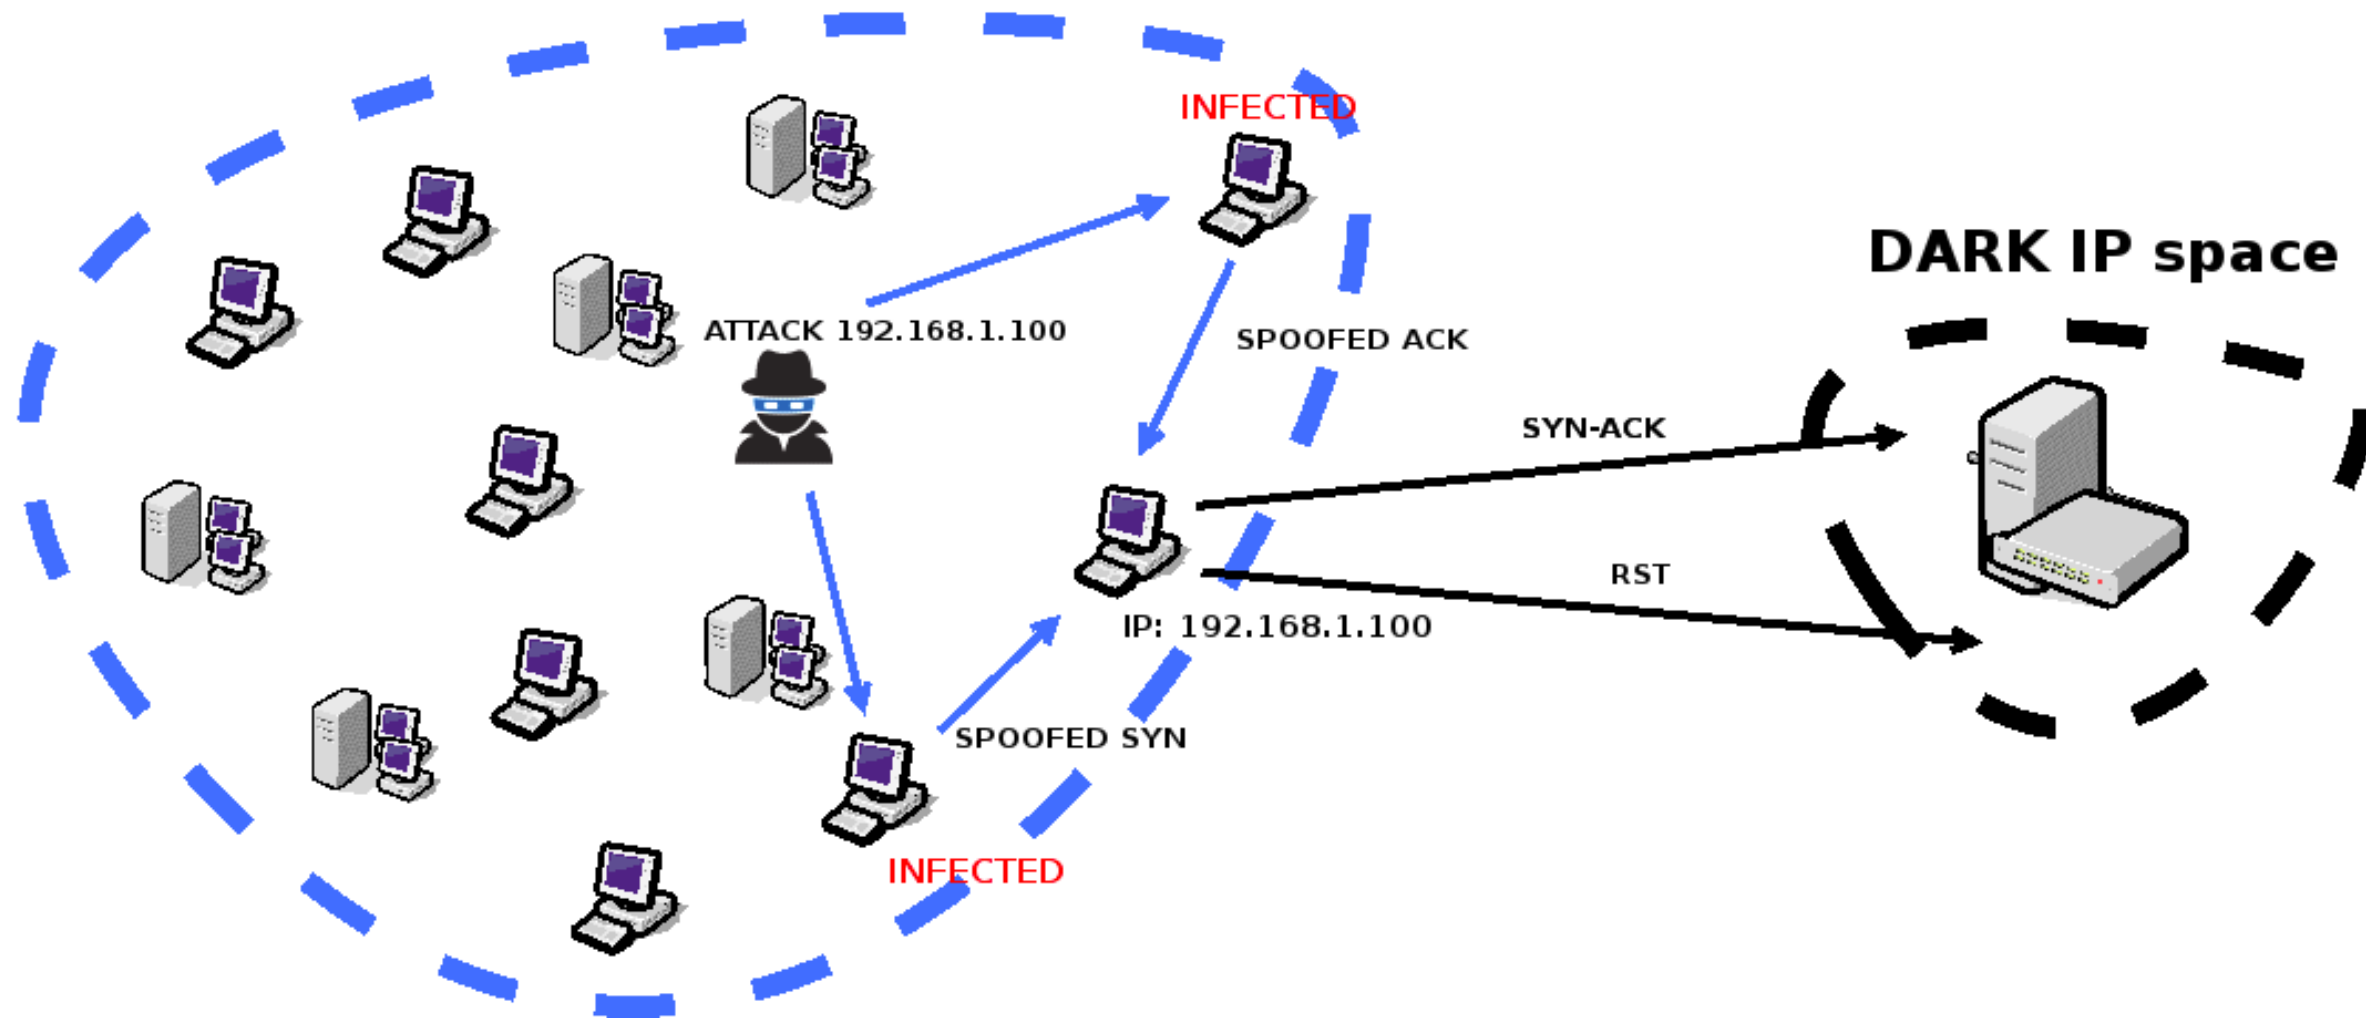 INFECTED
DARK IP space
ATTACK 192.168.1.100
SPOOFED ACK
SYN-ACK
RST
IP: 192.168.1.100
SPOOFED SYN
INFECTED